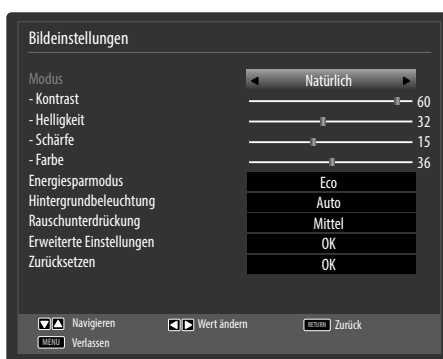 Bildeinstellungen
Modus Natürlich
- Kontrast 60
- Helligkeit 32
- Schärfe 15
- Farbe 36
Energiesparmodus Eco
Hintergrundbeleuchtung Auto
Rauschunterdrückung Mittel
Erweiterte Einstellungen OK
Zurücksetzen OK
Navigieren Wert ändern RETURN Zurück
MENU Verlassen